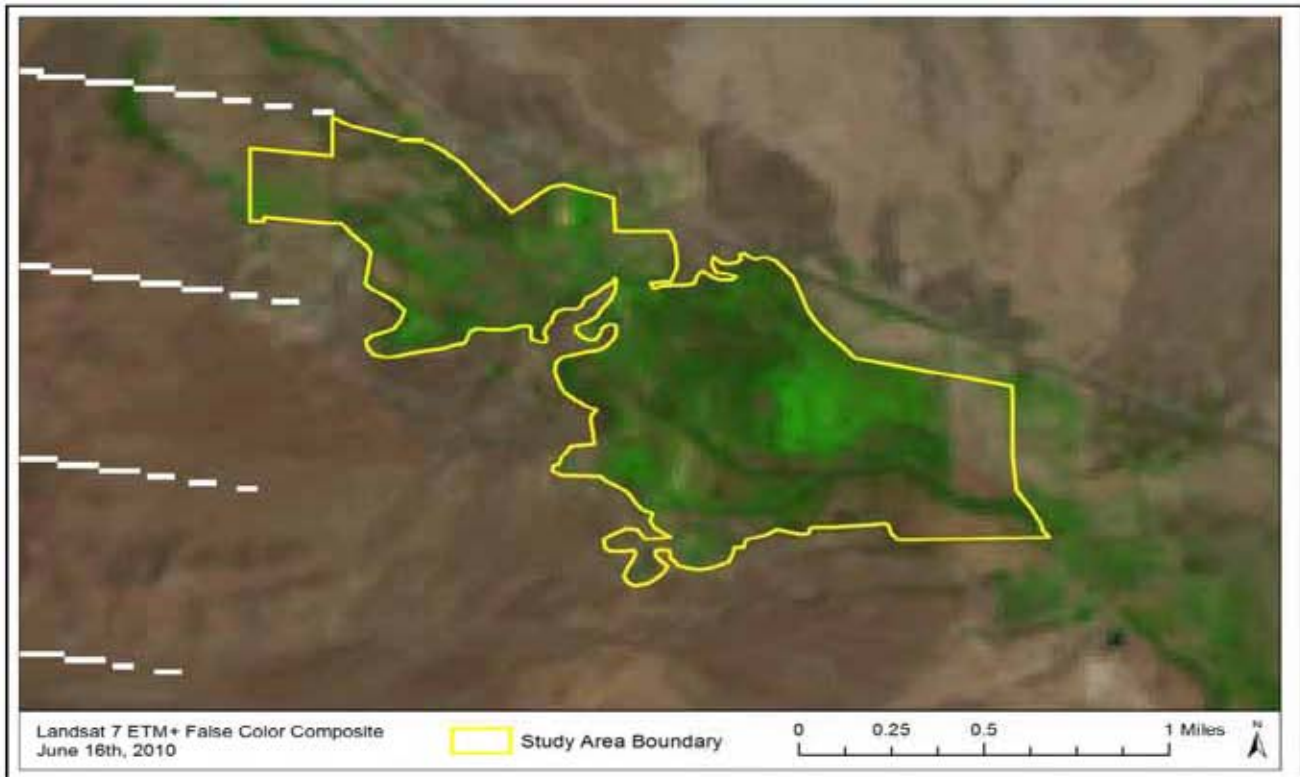 Landsat 7 ETM+ False Color Composite
June 16th, 2010
Study Area Boundary
0 0.25 0.5 1 Miles
N